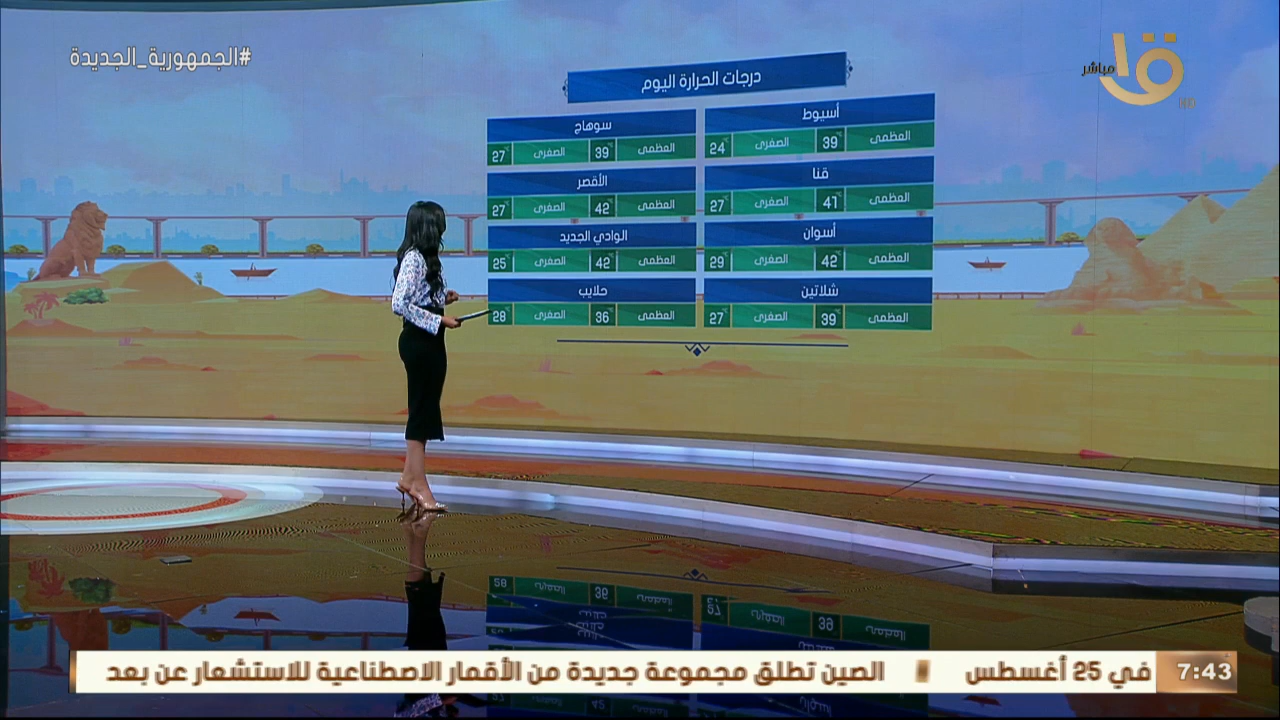 #الجمهورية_الجديدة
ق١
مباشر
HD
درجات الحرارة اليوم
أسيوط
العظمى 39° الصغرى 24°
سوهاج
العظمى 39° الصغرى 27°
قنا
العظمى 41° الصغرى 27°
الأقصر
العظمى 42° الصغرى 27°
أسوان
العظمى 42° الصغرى 29°
الوادي الجديد
العظمى 42° الصغرى 25°
شلاتين
العظمى 39° الصغرى 27°
حلايب
العظمى 36° الصغرى 28°
7:43 في 25 أغسطس الصين تطلق مجموعة جديدة من الأقمار الاصطناعية للاستشعار عن بعد